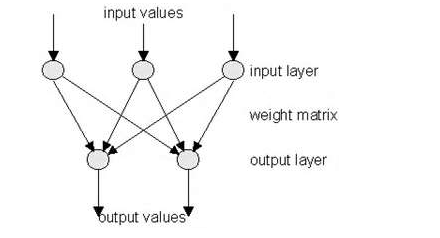 input values
input layer
weight matrix
output layer
output values